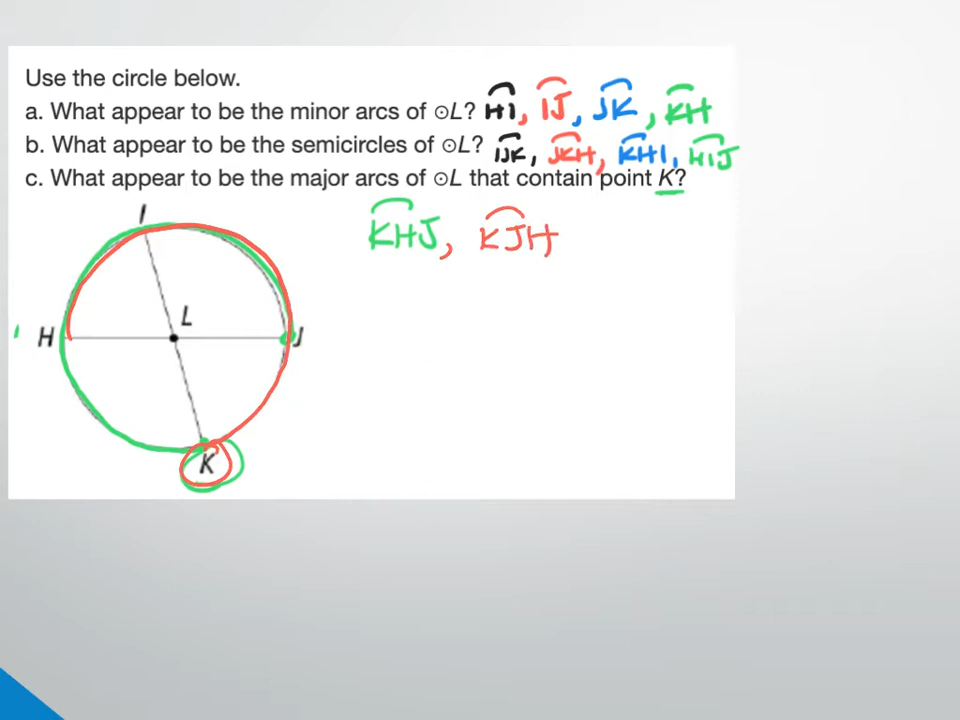 Use the circle below.
a. What appear to be the minor arcs of ⊙L? HI, IJ, JK, KH
b. What appear to be the semicircles of ⊙L? IJK, JKH, KHI, HIJ
c. What appear to be the major arcs of ⊙L that contain point K?
KHJ, KJH
I
L
H
J
K